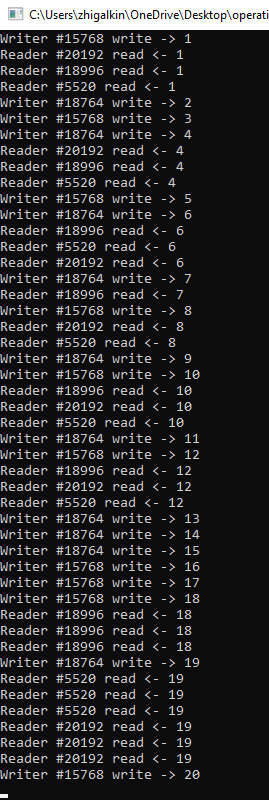 C:\Users\zhigalkin\OneDrive\Desktop\operati
Writer #15768 write -> 1
Reader #20192 read <- 1
Reader #18996 read <- 1
Reader #5520 read <- 1
Writer #18764 write -> 2
Writer #15768 write -> 3
Writer #18764 write -> 4
Reader #20192 read <- 4
Reader #18996 read <- 4
Reader #5520 read <- 4
Writer #15768 write -> 5
Writer #18764 write -> 6
Reader #18996 read <- 6
Reader #5520 read <- 6
Reader #20192 read <- 6
Writer #18764 write -> 7
Reader #18996 read <- 7
Writer #15768 write -> 8
Reader #20192 read <- 8
Reader #5520 read <- 8
Writer #18764 write -> 9
Writer #15768 write -> 10
Reader #18996 read <- 10
Reader #20192 read <- 10
Reader #5520 read <- 10
Writer #18764 write -> 11
Writer #15768 write -> 12
Reader #18996 read <- 12
Reader #20192 read <- 12
Reader #5520 read <- 12
Writer #18764 write -> 13
Writer #18764 write -> 14
Writer #18764 write -> 15
Writer #15768 write -> 16
Writer #15768 write -> 17
Writer #15768 write -> 18
Reader #18996 read <- 18
Reader #18996 read <- 18
Reader #18996 read <- 18
Writer #18764 write -> 19
Reader #5520 read <- 19
Reader #5520 read <- 19
Reader #5520 read <- 19
Reader #20192 read <- 19
Reader #20192 read <- 19
Reader #20192 read <- 19
Writer #15768 write -> 20